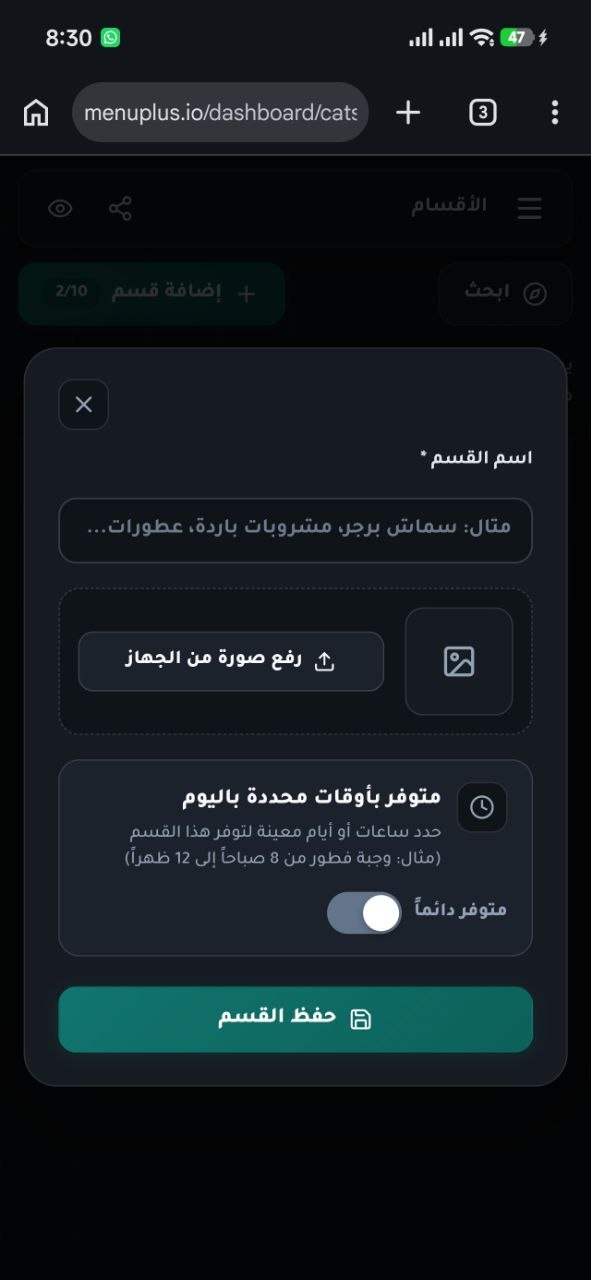 8:30
47
menuplus.io/dashboard/cats
3
الأقسام
ابحث
إضافة قسم 2/10
اسم القسم *
مثال: سماش برجر، مشروبات باردة، عطورات...
رفع صورة من الجهاز
متوفر بأوقات محددة باليوم
حدد ساعات أو أيام معينة لتوفر هذا القسم
(مثال: وجبة فطور من 8 صباحاً إلى 12 ظهراً)
متوفر دائماً
حفظ القسم